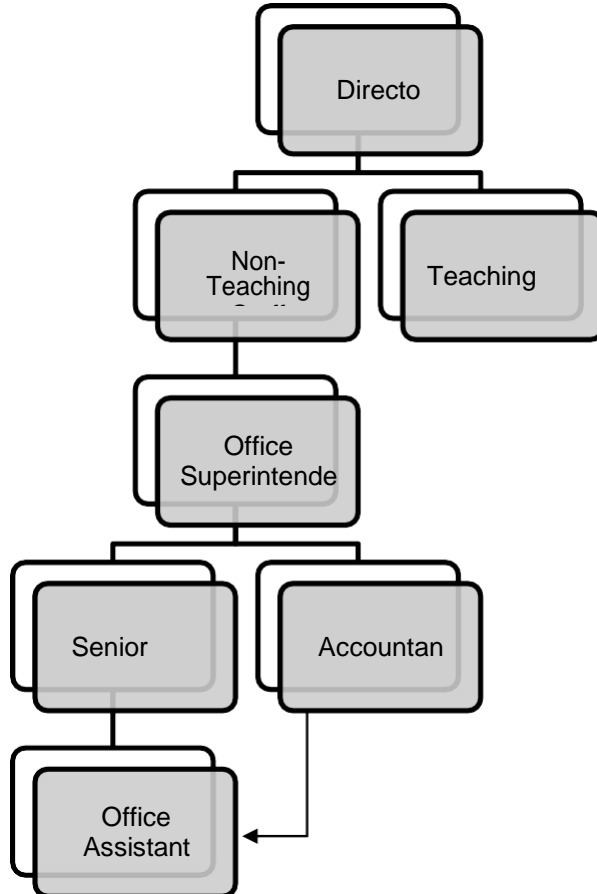 Directo
Non-
Teaching
Teaching
Office
Superintende
Senior
Accountan
Office
Assistant